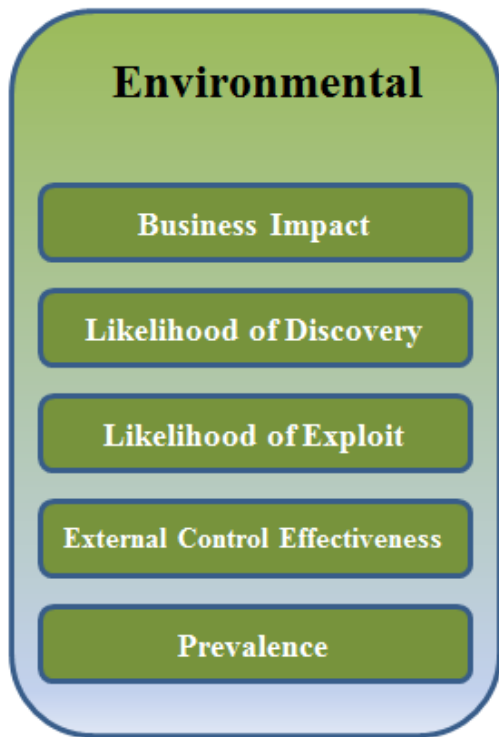 Environmental
Business Impact
Likelihood of Discovery
Likelihood of Exploit
External Control Effectiveness
Prevalence